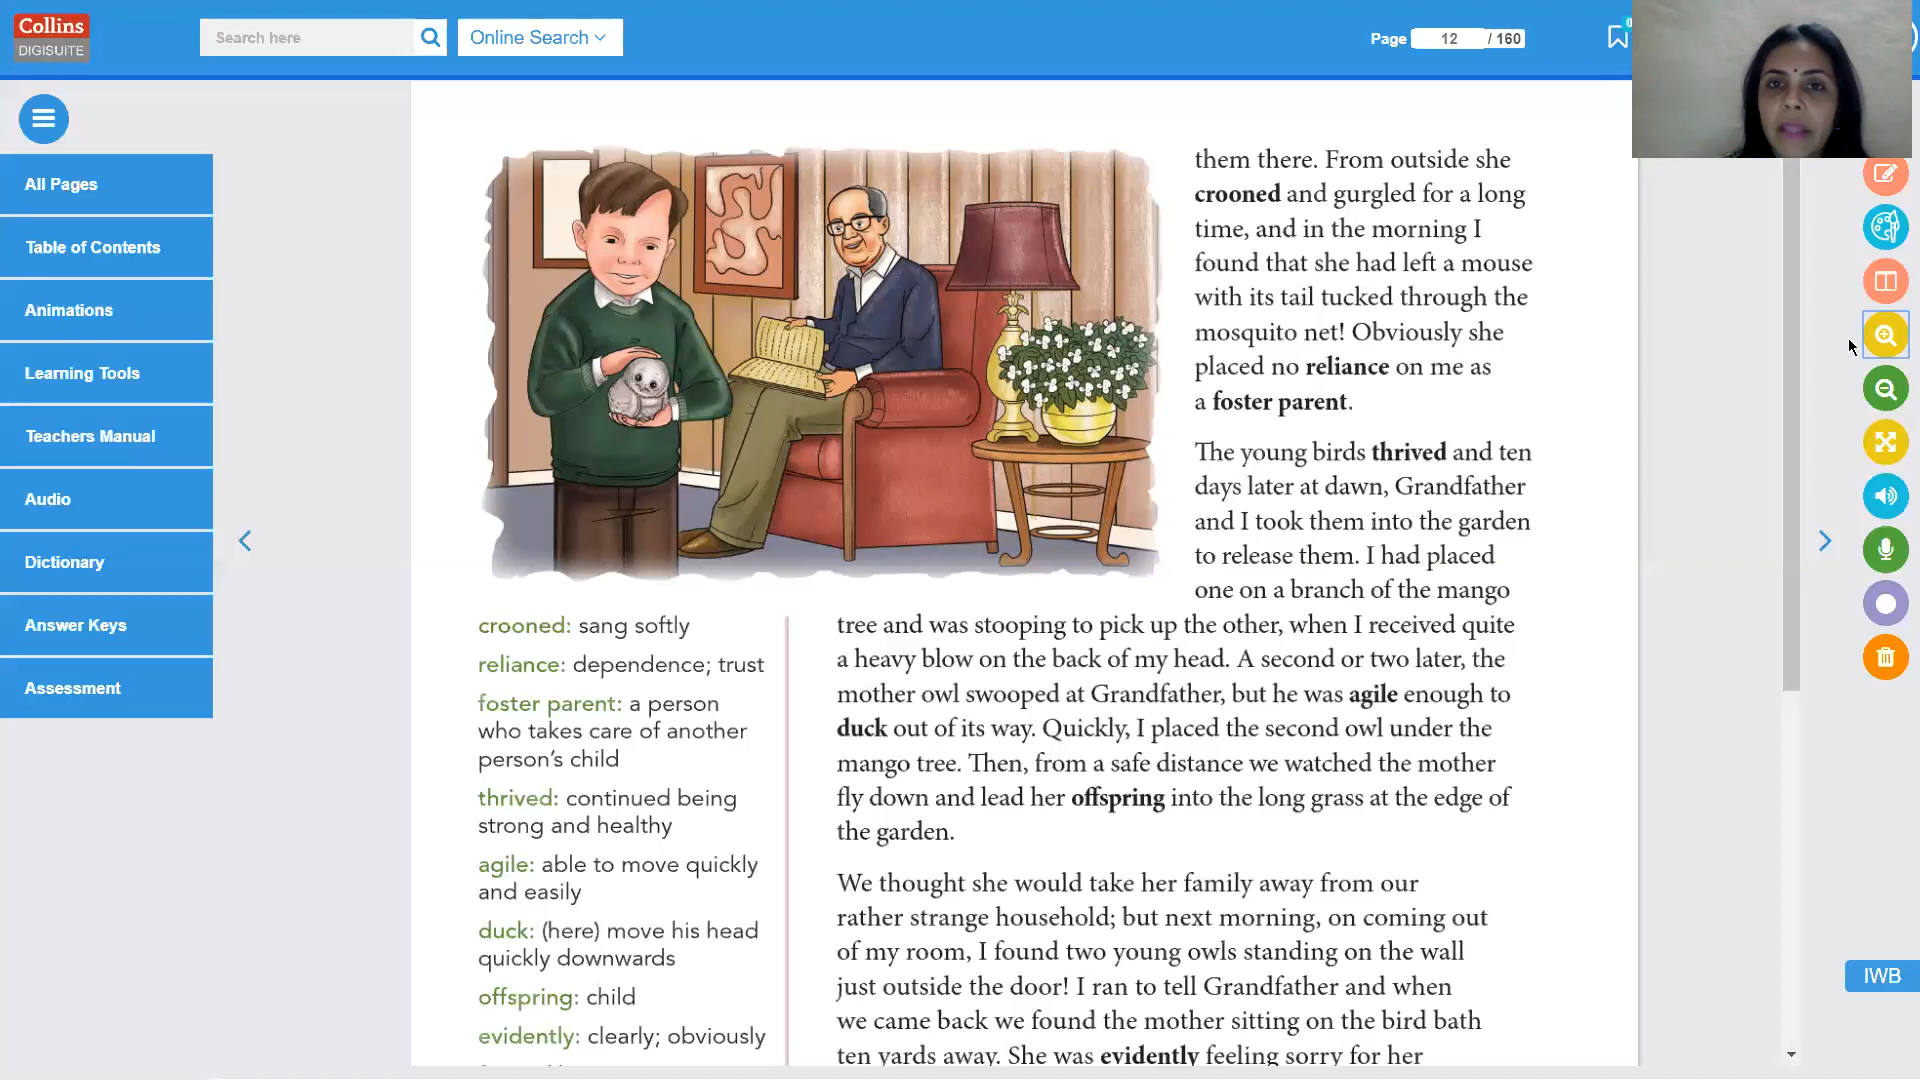 Collins
DIGISUITE
Search here
Online Search
Page 12 / 160
All Pages
Table of Contents
Animations
Learning Tools
Teachers Manual
Audio
Dictionary
Answer Keys
Assessment
them there. From outside she
crooned and gurgled for a long
time, and in the morning I
found that she had left a mouse
with its tail tucked through the
mosquito net! Obviously she
placed no reliance on me as
a foster parent.
The young birds thrived and ten
days later at dawn, Grandfather
and I took them into the garden
to release them. I had placed
one on a branch of the mango
tree and was stooping to pick up the other, when I received quite
a heavy blow on the back of my head. A second or two later, the
mother owl swooped at Grandfather, but he was agile enough to
duck out of its way. Quickly, I placed the second owl under the
mango tree. Then, from a safe distance we watched the mother
fly down and lead her offspring into the long grass at the edge of
the garden.
We thought she would take her family away from our
rather strange household; but next morning, on coming out
of my room, I found two young owls standing on the wall
just outside the door! I ran to tell Grandfather and when
we came back we found the mother sitting on the bird bath
ten yards away. She was evidently feeling sorry for her
crooned: sang softly
reliance: dependence; trust
foster parent: a person
who takes care of another
person's child
thrived: continued being
strong and healthy
agile: able to move quickly
and easily
duck: (here) move his head
quickly downwards
offspring: child
evidently: clearly; obviously
IWB